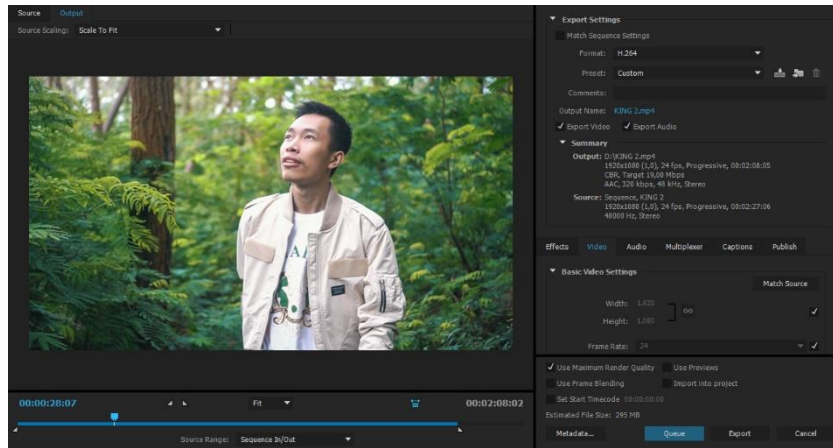 Source Output
Source Scaling: Scale To Fit
00:00:28:07 Fit 00:02:08:02
Source Range: Sequence In/Out
Export Settings
Match Sequence Settings
Format: H.264
Preset: Custom
Comments:
Output Name: KING 2.mp4
Export Video Export Audio
Summary
Output: D:\KING 2.mp4
1920x1080 (1,0), 24 fps, Progressive, 00:02:08:05
CBR, Target 19,00 Mbps
AAC, 320 kbps, 48 kHz, Stereo
Source: Sequence, KING 2
1920x1080 (1,0), 24 fps, Progressive, 00:02:27:06
48000 Hz, Stereo
Effects Video Audio Multiplexer Captions Publish
Basic Video Settings
Match Source
Width: 1.920
Height: 1.080
Frame Rate: 24
Use Maximum Render Quality Use Previews
Use Frame Blending Import into project
Set Start Timecode 00:00:00:00
Estimated File Size: 295 MB
Metadata... Queue Export Cancel